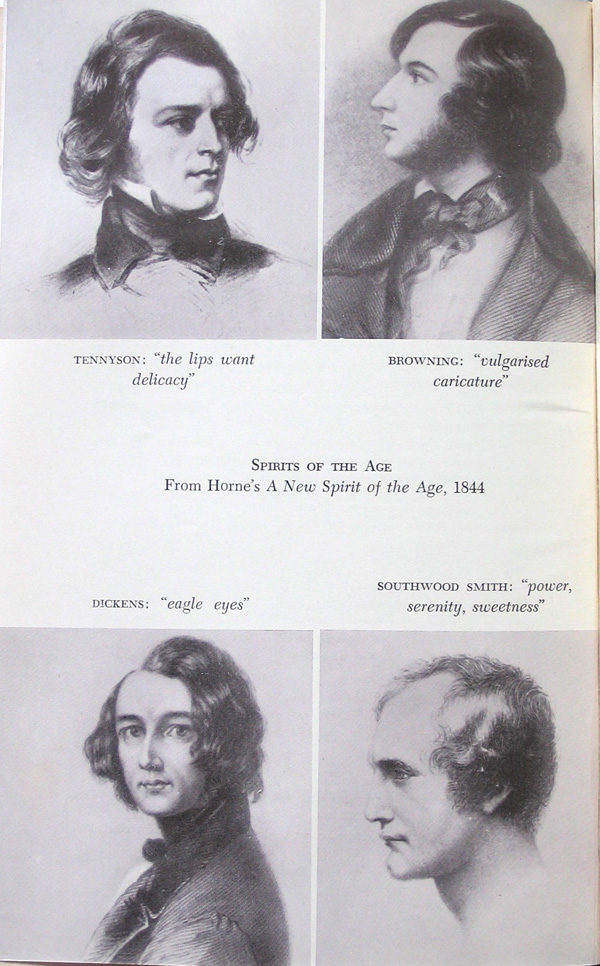 TENNYSON: "the lips want
delicacy"
BROWNING: "vulgarised
caricature"
SPIRITS OF THE AGE
From Horne's A New Spirit of the Age, 1844
DICKENS: "eagle eyes"
SOUTHWOOD SMITH: "power,
serenity, sweetness"